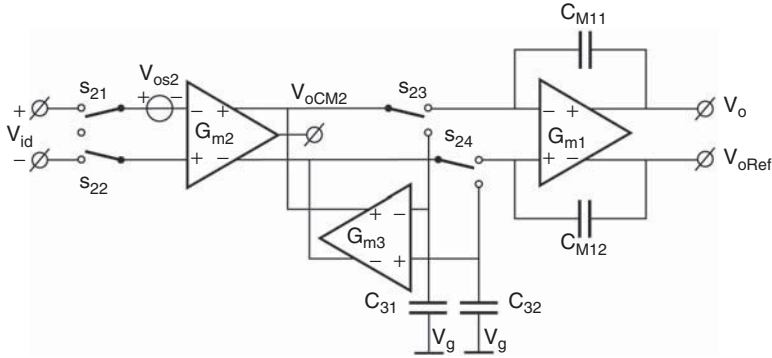 C_M11
V_os2
S_21
+ − V_oCM2 S_23
+ − + − + V_o
V_id G_m2 S_24 G_m1
− + − + − V_oRef
S_22
+ −
G_m3 C_M12
− +
C_31 C_32
V_g V_g